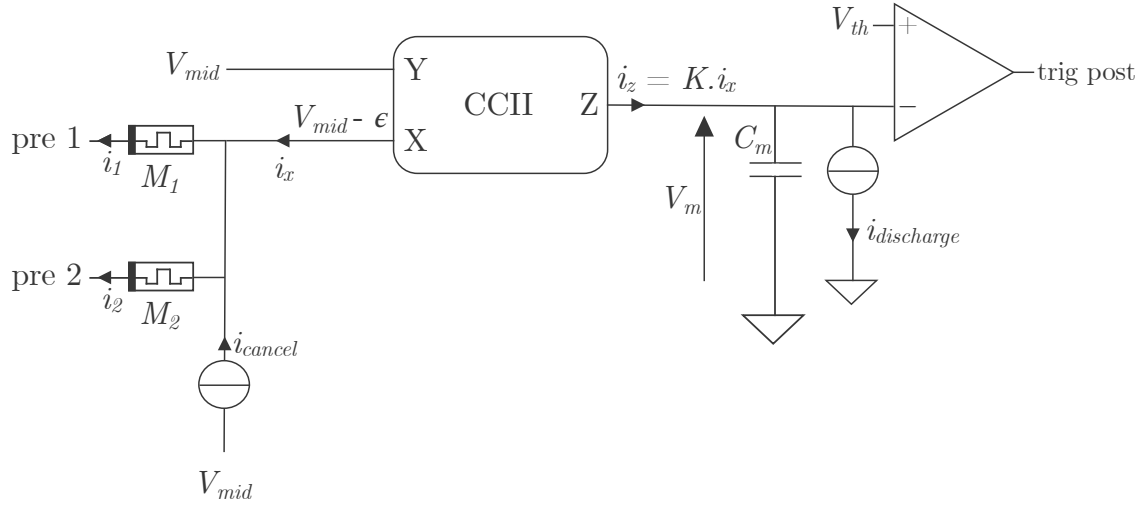 V_th
+
trig post
−
V_mid
Y
CCII
Z
i_z = K.i_x
X
V_mid - ϵ
i_x
pre 1
i_1
M_1
V_m
C_m
i_discharge
pre 2
i_2
M_2
i_cancel
V_mid